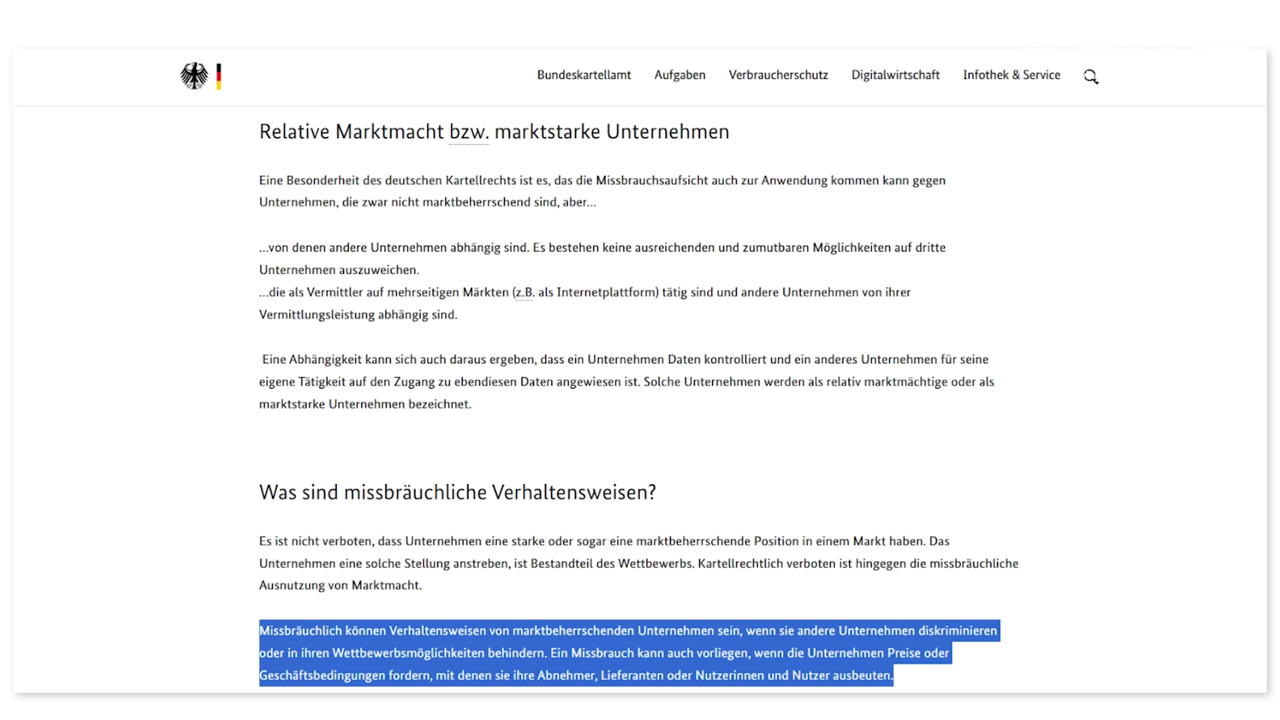 Bundeskartellamt Aufgaben Verbraucherschutz Digitalwirtschaft Infothek & Service
Relative Marktmacht bzw. marktstarke Unternehmen
Eine Besonderheit des deutschen Kartellrechts ist es, das die Missbrauchsaufsicht auch zur Anwendung kommen kann gegen
Unternehmen, die zwar nicht marktbeherrschend sind, aber...
...von denen andere Unternehmen abhängig sind. Es bestehen keine ausreichenden und zumutbaren Möglichkeiten auf dritte
Unternehmen auszuweichen.
...die als Vermittler auf mehrseitigen Märkten (z.B. als Internetplattform) tätig sind und andere Unternehmen von ihrer
Vermittlungsleistung abhängig sind.
Eine Abhängigkeit kann sich auch daraus ergeben, dass ein Unternehmen Daten kontrolliert und ein anderes Unternehmen für seine
eigene Tätigkeit auf den Zugang zu ebendiesen Daten angewiesen ist. Solche Unternehmen werden als relativ marktmächtige oder als
marktstarke Unternehmen bezeichnet.
Was sind missbräuchliche Verhaltensweisen?
Es ist nicht verboten, dass Unternehmen eine starke oder sogar eine marktbeherrschende Position in einem Markt haben. Das
Unternehmen eine solche Stellung anstreben, ist Bestandteil des Wettbewerbs. Kartellrechtlich verboten ist hingegen die missbräuchliche
Ausnutzung von Marktmacht.
Missbräuchlich können Verhaltensweisen von marktbeherrschenden Unternehmen sein, wenn sie andere Unternehmen diskriminieren
oder in ihren Wettbewerbsmöglichkeiten behindern. Ein Missbrauch kann auch vorliegen, wenn die Unternehmen Preise oder
Geschäftsbedingungen fordern, mit denen sie ihre Abnehmer, Lieferanten oder Nutzerinnen und Nutzer ausbeuten.